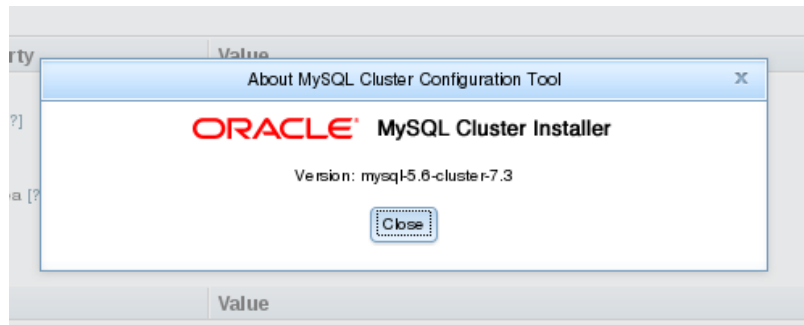 rty Value
About MySQL Cluster Configuration Tool x
?]
ORACLE MySQL Cluster Installer
Version: mysql-5.6-cluster-7.3
a [?
Close
Value